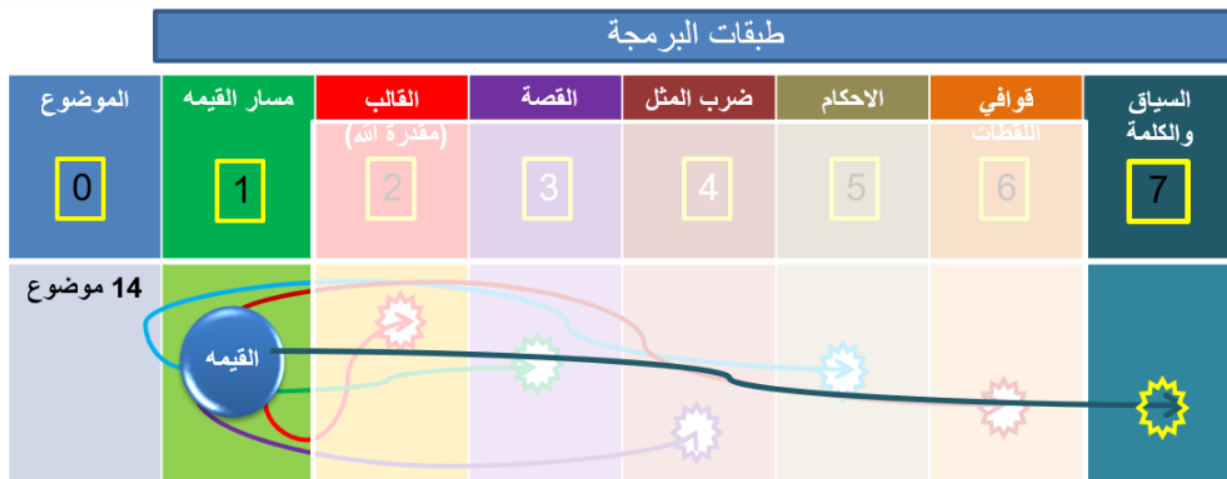 طبقات البرمجة
الموضوع
مسار القيمه
القالب
(مقدرة الله)
القصة
ضرب المثل
الاحكام
قوافي
اللقطات
السياق
والكلمة
0
1
2
3
4
5
6
7
14 موضوع
القيمه